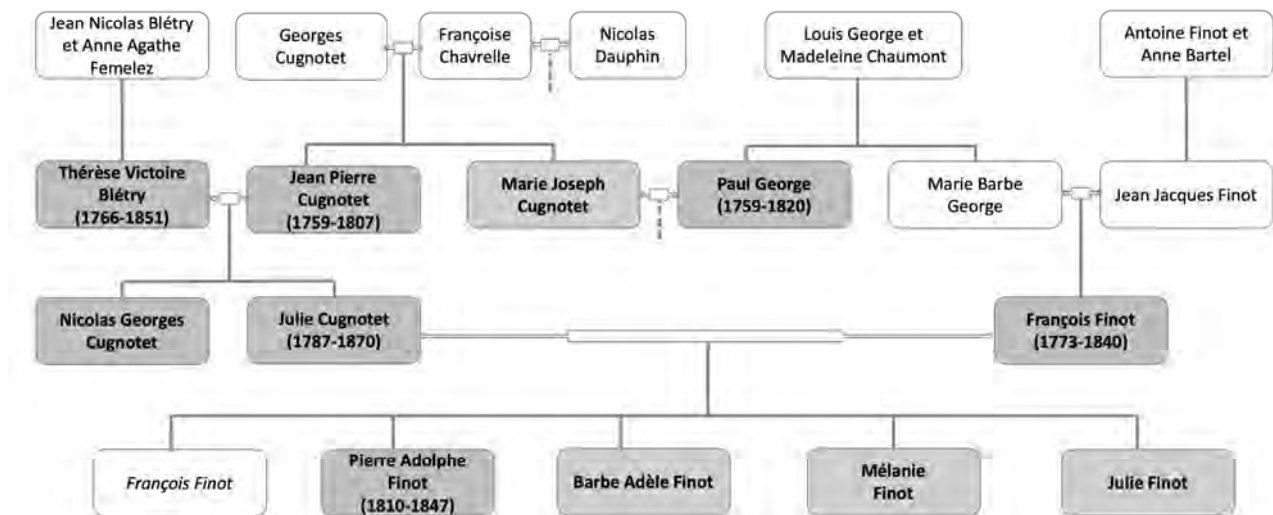 Jean Nicolas Blétry
et Anne Agathe
Femelez
Georges
Cugnotet
Françoise
Chavrelle
Nicolas
Dauphin
Louis George et
Madeleine Chaumont
Antoine Finot et
Anne Bartel
Thérèse Victoire
Blétry
(1766-1851)
Jean Pierre
Cugnotet
(1759-1807)
Marie Joseph
Cugnotet
Paul George
(1759-1820)
Marie Barbe
George
Jean Jacques Finot
Nicolas Georges
Cugnotet
Julie Cugnotet
(1787-1870)
François Finot
(1773-1840)
François Finot
Pierre Adolphe
Finot
(1810-1847)
Barbe Adèle Finot
Mélanie
Finot
Julie Finot